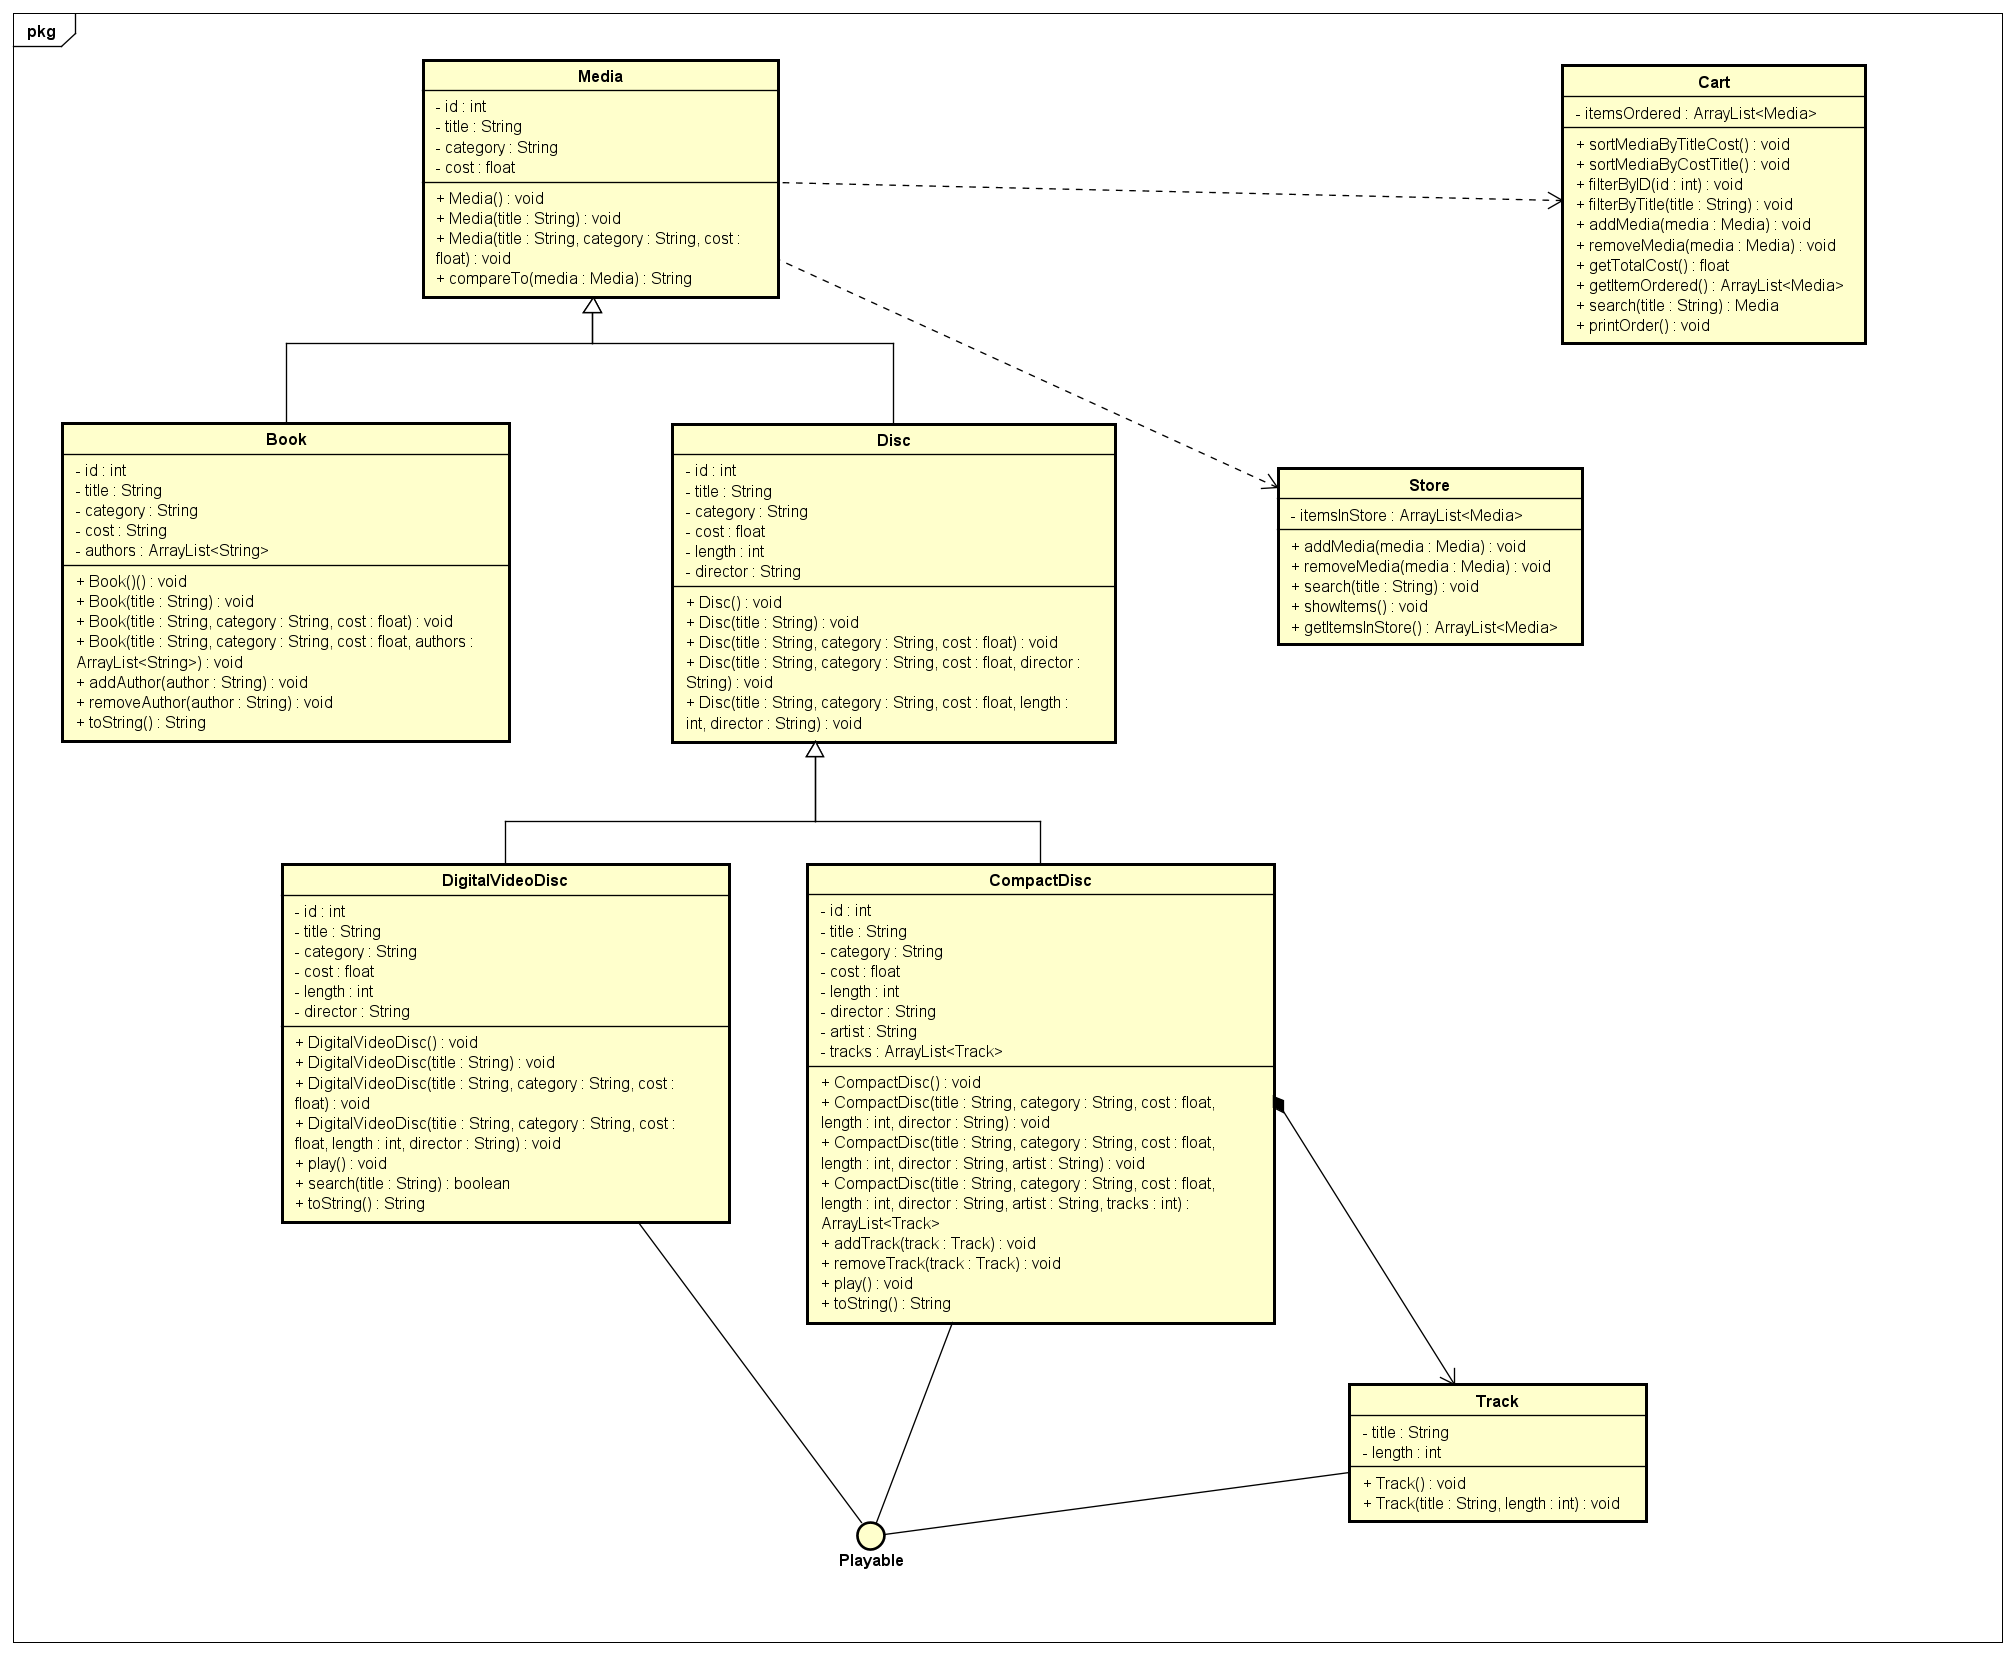 pkg
Media
- id : int
- title : String
- category : String
- cost : float
+ Media() : void
+ Media(title : String) : void
+ Media(title : String, category : String, cost :
float) : void
+ compareTo(media : Media) : String
Cart
- itemsOrdered : ArrayList<Media>
+ sortMediaByTitleCost() : void
+ sortMediaByCostTitle() : void
+ filterByID(id : int) : void
+ filterByTitle(title : String) : void
+ addMedia(media : Media) : void
+ removeMedia(media : Media) : void
+ getTotalCost() : float
+ getItemOrdered() : ArrayList<Media>
+ search(title : String) : Media
+ printOrder() : void
Book
- id : int
- title : String
- category : String
- cost : String
- authors : ArrayList<String>
+ Book()() : void
+ Book(title : String) : void
+ Book(title : String, category : String, cost : float) : void
+ Book(title : String, category : String, cost : float, authors :
ArrayList<String>) : void
+ addAuthor(author : String) : void
+ removeAuthor(author : String) : void
+ toString() : String
Disc
- id : int
- title : String
- category : String
- cost : float
- length : int
- director : String
+ Disc() : void
+ Disc(title : String) : void
+ Disc(title : String, category : String, cost : float) : void
+ Disc(title : String, category : String, cost : float, director :
String) : void
+ Disc(title : String, category : String, cost : float, length :
int, director : String) : void
Store
- itemsInStore : ArrayList<Media>
+ addMedia(media : Media) : void
+ removeMedia(media : Media) : void
+ search(title : String) : void
+ showItems() : void
+ getItemsInStore() : ArrayList<Media>
DigitalVideoDisc
- id : int
- title : String
- category : String
- cost : float
- length : int
- director : String
+ DigitalVideoDisc() : void
+ DigitalVideoDisc(title : String) : void
+ DigitalVideoDisc(title : String, category : String, cost :
float) : void
+ DigitalVideoDisc(titie : String, category : String, cost :
float, length : int, director : String) : void
+ play() : void
+ search(title : String) : boolean
+ toString() : String
CompactDisc
- id : int
- title : String
- category : String
- cost : float
- length : int
- director : String
- artist : String
- tracks : ArrayList<Track>
+ CompactDisc() : void
+ CompactDisc(title : String, category : String, cost : float,
length : int, director : String) : void
+ CompactDisc(title : String, category : String, cost : float,
length : int, director : String, artist : String) : void
+ CompactDisc(title : String, category : String, cost : float,
length : int, director : String, artist : String, tracks : int) :
ArrayList<Track>
+ addTrack(track : Track) : void
+ removeTrack(track : Track) : void
+ play() : void
+ toString() : String
Track
- title : String
- length : int
+ Track() : void
+ Track(title : String, length : int) : void
Playable